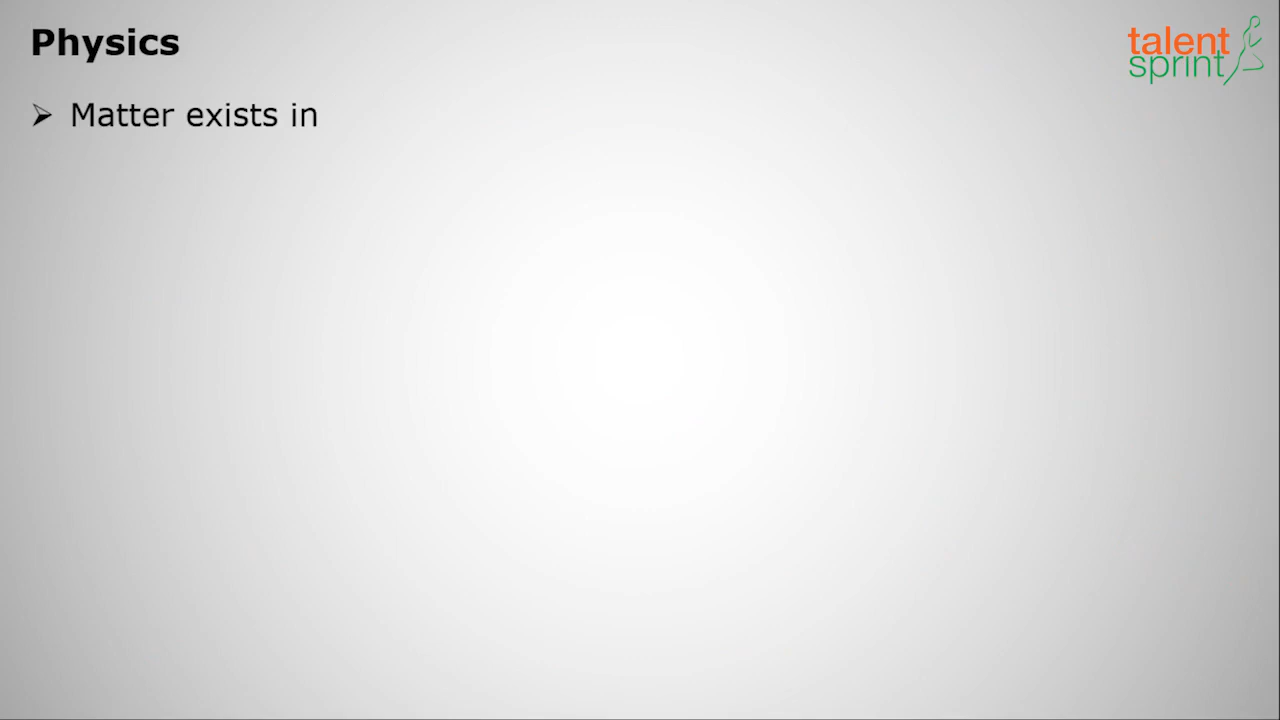 Physics
talent
sprint
➢ Matter exists in